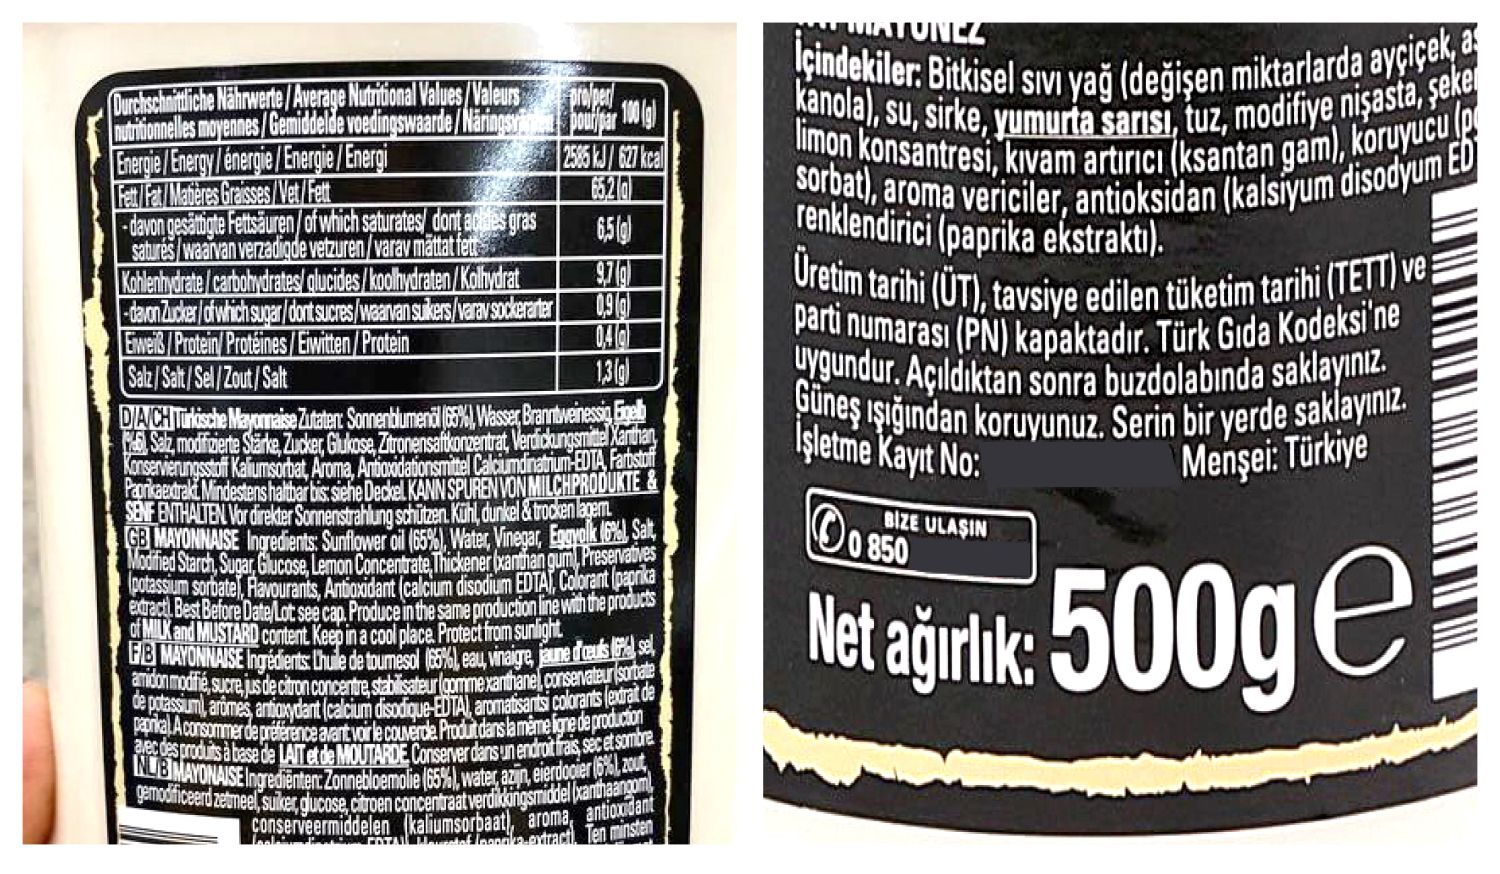 Durchschnittliche Nährwerte / Average Nutritional Values / Valeurs
nutritionnelles moyennes / Gemiddelde voedingswaarde /
pro/per/
pour/par 100 (g)
Energie / Energy / énergie / Energie / Energi 2585 kJ / 627 kcal
Fett / Fat / Matières Graisses / Vet / Fett 65,2 (g)
- davon gesättigte Fettsäuren / of which saturates/ dont acides gras
saturés / waarvan verzadigde vetzuren / varav mättat fett 6,5 (g)
Kohlenhydrate / carbohydrates/ glucides / koolhydraten / Kolhydrat 9,7 (g)
- davon Zucker / of which sugar / dont sucres / waarvan suikers / varav sockerarter 0,9 (g)
Eiweiß / Protein/ Protéines / Eiwitten / Protein 0,4 (g)
Salz / Salt / Sel / Zout / Salt 1,3 (g)
D/A/CH Türkische Mayonnaise Zutaten: Sonnenblumenöl (65%), Wasser, Branntweinessig, Eigelb
(%6), Salz, modifizierte Stärke, Zucker, Glukose, Zitronensaftkonzentrat, Verdickungsmittel Xanthan,
Konservierungsstoff Kaliumsorbat, Aroma, Antioxidationsmittel Calciumdinatrium-EDTA, Farbstoff
Paprikaextrakt. Mindestens haltbar bis: siehe Deckel. KANN SPUREN VON MILCHPRODUKTE &
SENF ENTHALTEN. Vor direkter Sonnenstrahlung schützen. Kühl, dunkel & trocken lagern.
GB MAYONNAISE Ingredients: Sunflower oil (65%), Water, Vinegar, Eggyolk (6%), Salt,
Modified Starch, Sugar, Glucose, Lemon Concentrate, Thickener (xanthan gum), Preservatives
(potassium sorbate), Flavourants, Antioxidant (calcium disodium EDTA), Colorant (paprika
extract). Best Before Date/Lot: see cap. Produce in the same production line with the products
of MILK and MUSTARD content. Keep in a cool place. Protect from sunlight.
F/B MAYONNAISE Ingrédients: L'huile de tournesol (65%), eau, vinaigre, jaune d'oeufs (6%), sel,
amidon modifié, sucre, jus de citron concentre, stabilisateur (gomme xanthane), conservateur (sorbate
de potassium), arômes, antioxydant (calcium disodique-EDTA), aromatisantsi colorants (extrait de
paprika). A consommer de préférence avant: voir le couvercle. Produit dans la même ligne de production
avec des produits à base de LAIT et de MOUTARDE. Conserver dans un endroit frais, sec et sombre.
NL/B MAYONAISE Ingrediënten: Zonnebloemolie (65%), water, azijn, eierdooier (6%), zout,
gemodificeerd zetmeel, suiker, glucose, citroen concentraat verdikkingsmiddel (xanthaangom),
conserveermiddelen (kaliumsorbaat), aroma, antioxidant
(paprika-extract). Ten minsten
MAYONEZ
İçindekiler: Bitkisel sıvı yağ (değişen miktarlarda ayçiçek,
kanola), su, sirke, yumurta sarısı, tuz, modifiye nişasta, şeker
limon konsantresi, kıvam artırıcı (ksantan gam), koruyucu
sorbat), aroma vericiler, antioksidan (kalsiyum disodyum ED
renklendirici (paprika ekstraktı).
Üretim tarihi (ÜT), tavsiye edilen tüketim tarihi (TETT) ve
parti numarası (PN) kapaktadır. Türk Gıda Kodeksi'ne
uygundur. Açıldıktan sonra buzdolabında saklayınız.
Güneş ışığından koruyunuz. Serin bir yerde saklayınız.
İşletme Kayıt No: Menşei: Türkiye
BİZE ULAŞIN
0 850
Net ağırlık: 500g e